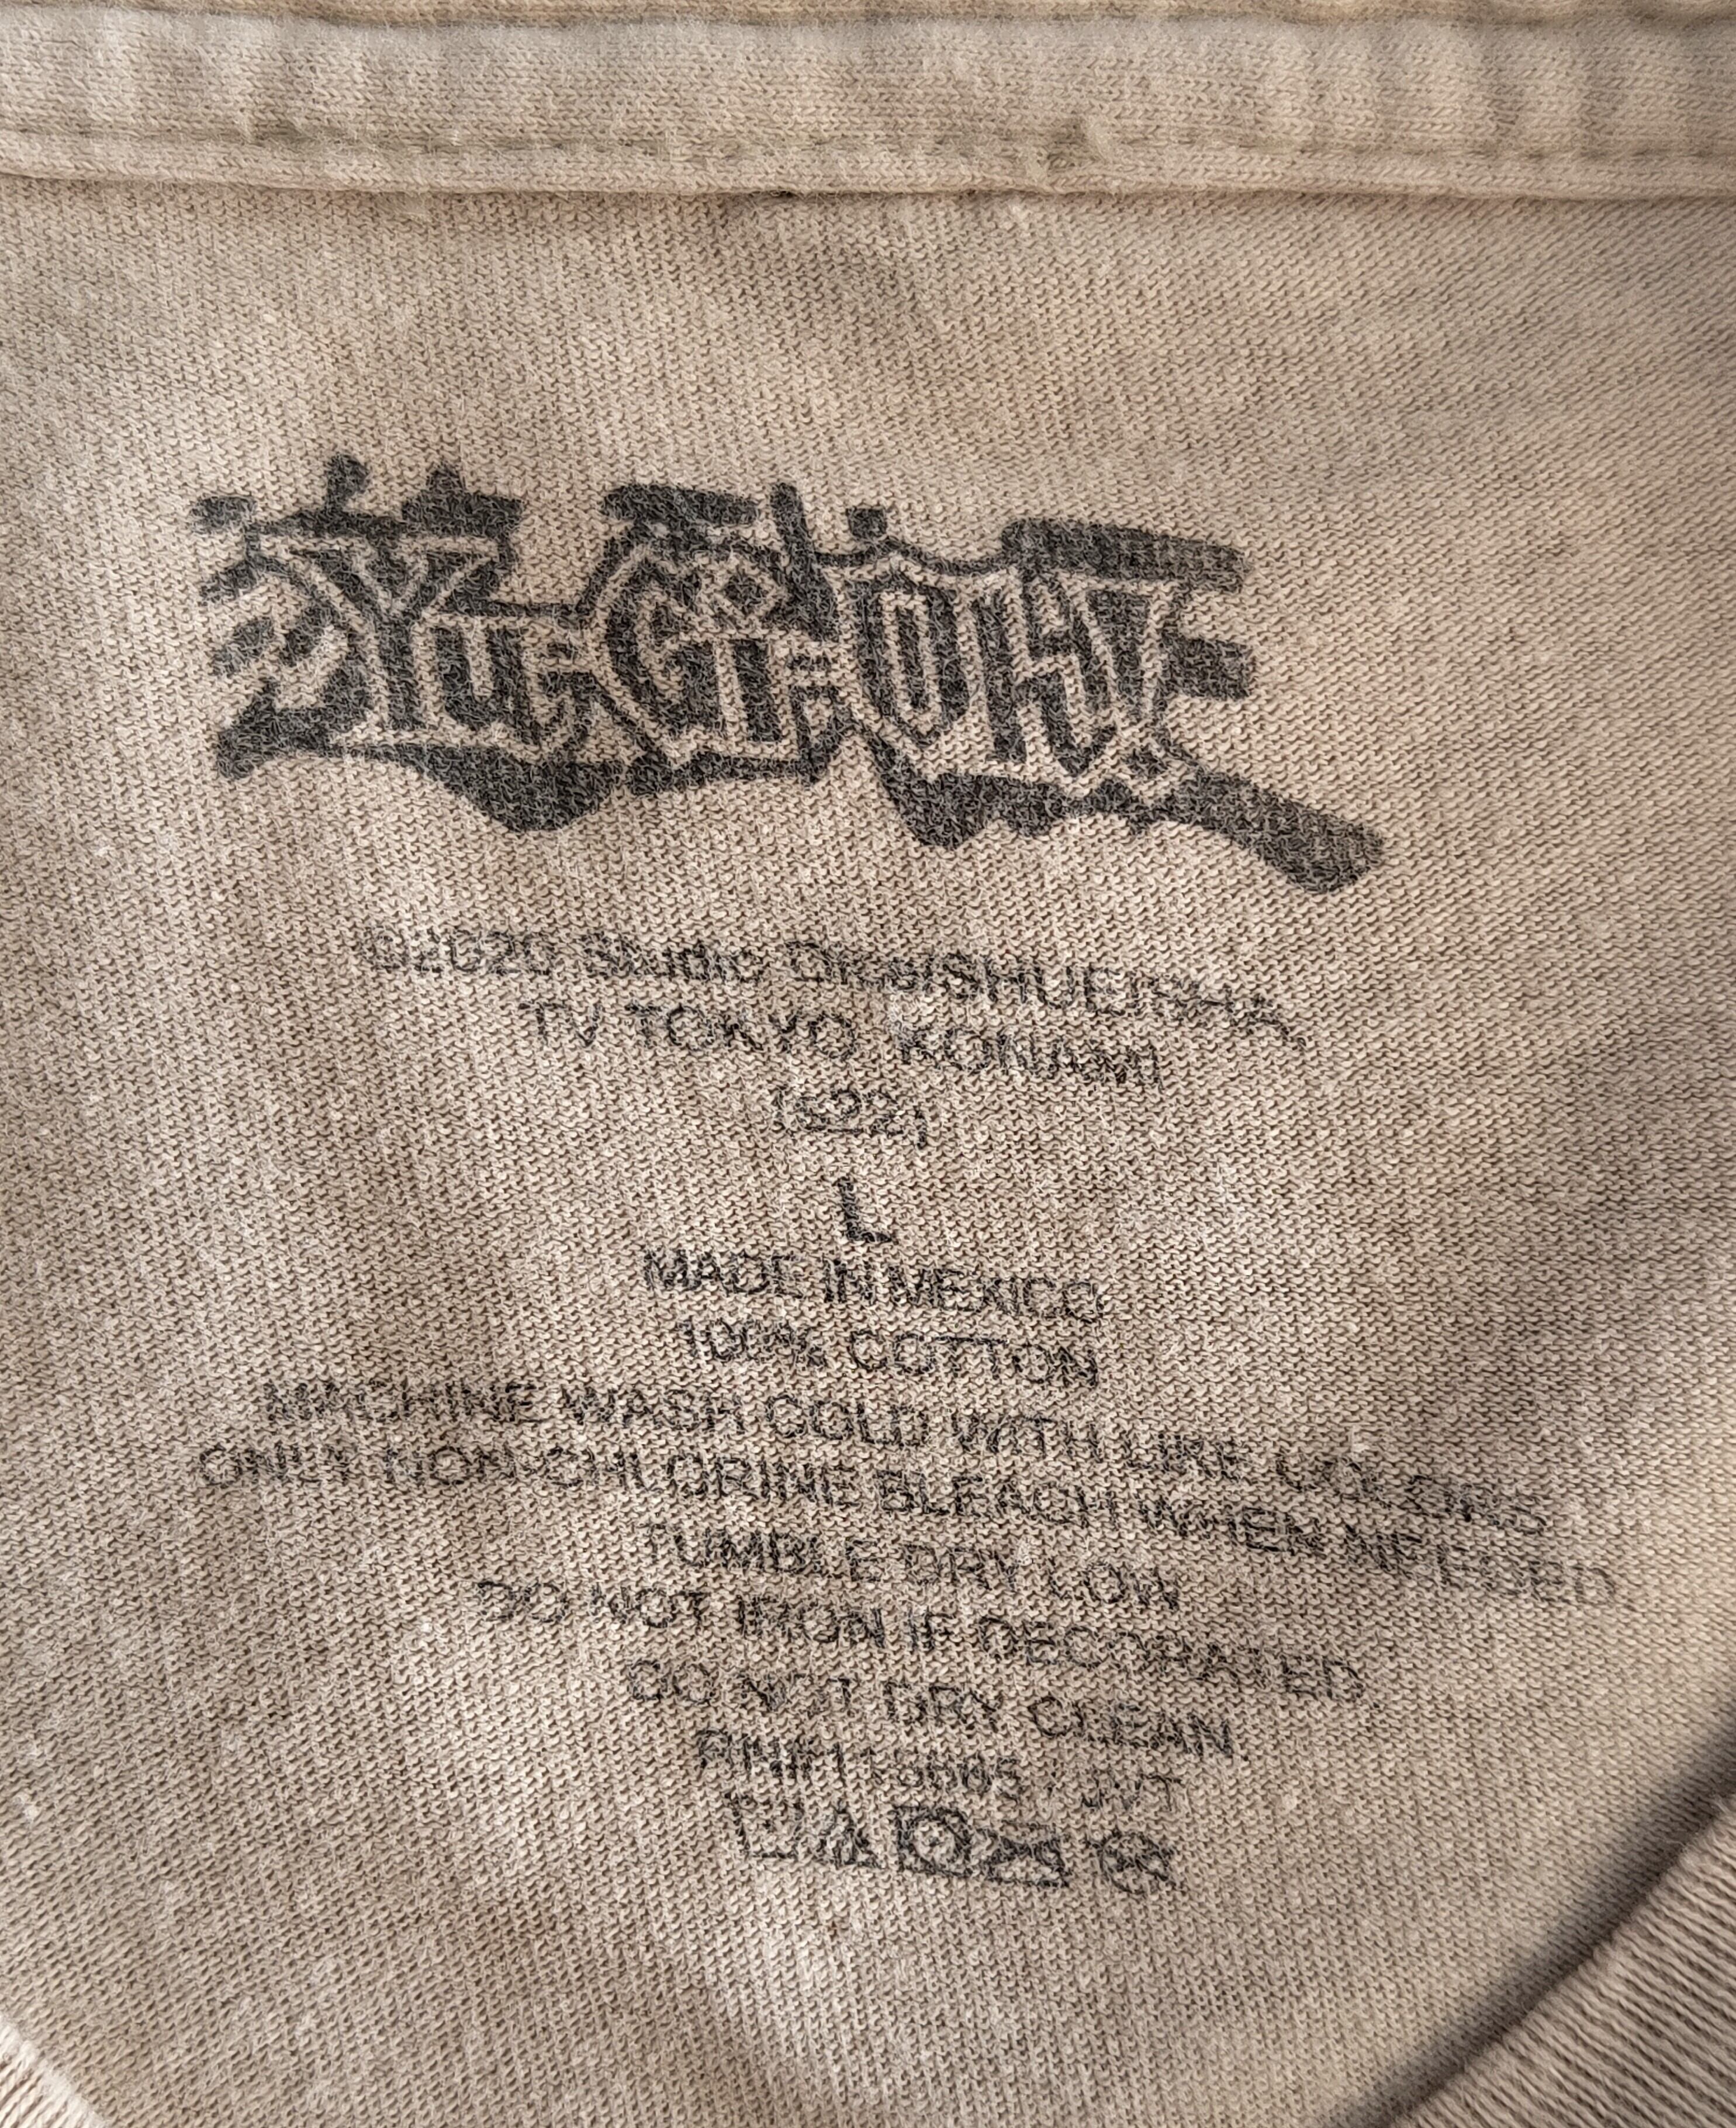 YU-GI-OH!
©2020 Studio Dice/SHUEISHA,
TV TOKYO, KONAMI
(s22)
L
MADE IN MEXICO
100% COTTON
MACHINE WASH COLD WITH LIKE COLORS
ONLY NON-CHLORINE BLEACH WHEN NEEDED
TUMBLE DRY LOW
DO NOT IRON IF DECORATED
DO NOT DRY CLEAN